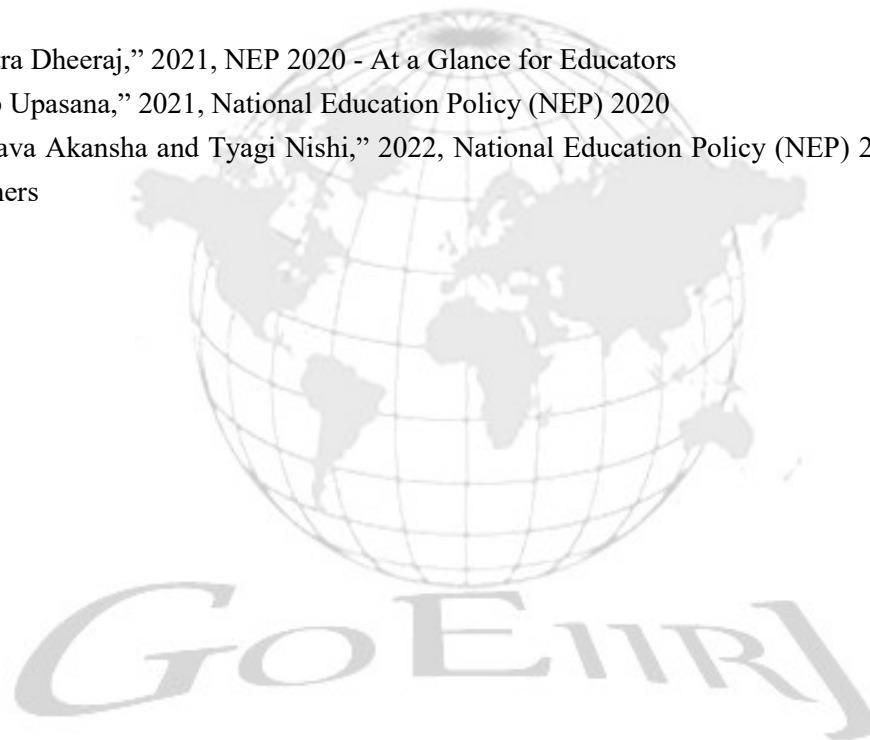 ra Dheeraj,” 2021, NEP 2020 - At a Glance for Educators
Upasana,” 2021, National Education Policy (NEP) 2020
ava Akansha and Tyagi Nishi,” 2022, National Education Policy (NEP) 2
ners
GOEIIRJ